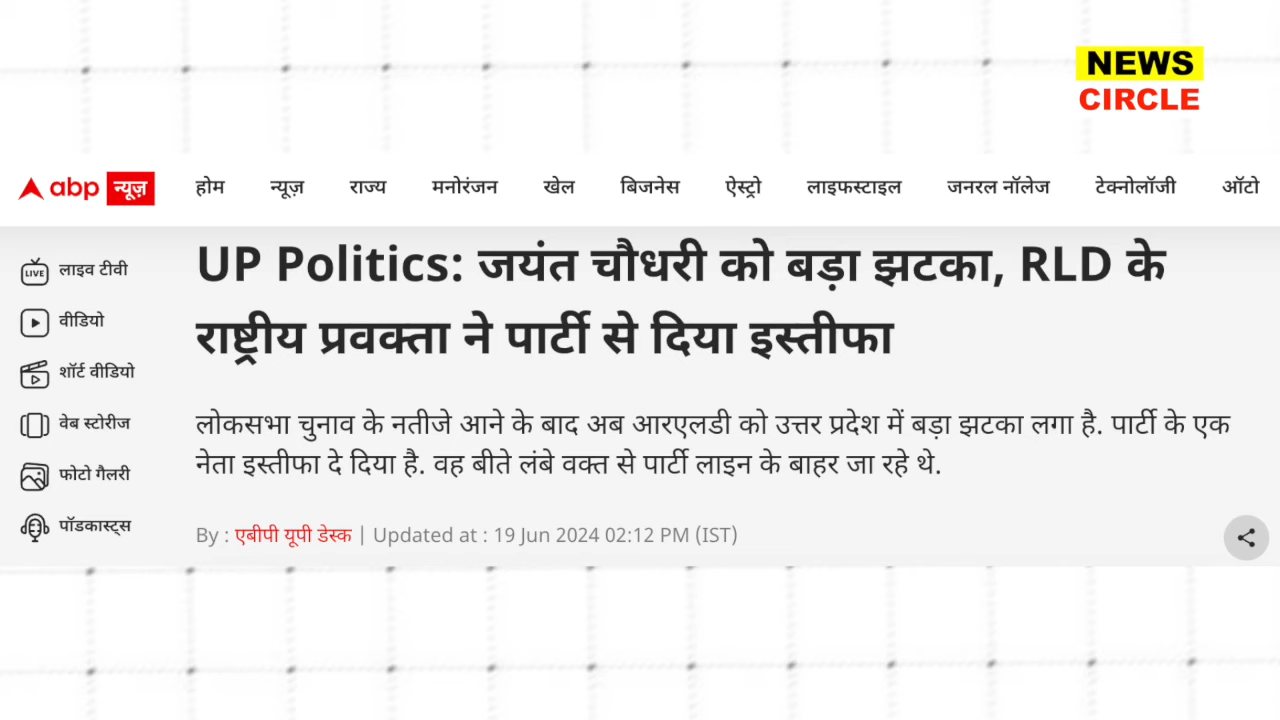 NEWS
CIRCLE
abp न्यूज़
होम न्यूज़ राज्य मनोरंजन खेल बिजनेस ऐस्ट्रो लाइफस्टाइल जनरल नॉलेज टेक्नोलॉजी ऑटो
LIVE लाइव टीवी
वीडियो
शॉर्ट वीडियो
वेब स्टोरीज
फोटो गैलरी
पॉडकास्ट्स
UP Politics: जयंत चौधरी को बड़ा झटका, RLD के
राष्ट्रीय प्रवक्ता ने पार्टी से दिया इस्तीफा
लोकसभा चुनाव के नतीजे आने के बाद अब आरएलडी को उत्तर प्रदेश में बड़ा झटका लगा है. पार्टी के एक
नेता इस्तीफा दे दिया है. वह बीते लंबे वक्त से पार्टी लाइन के बाहर जा रहे थे.
By : एबीपी यूपी डेस्क | Updated at : 19 Jun 2024 02:12 PM (IST)